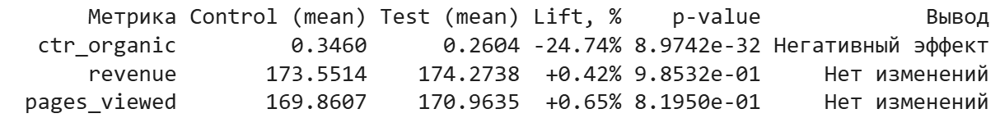 Метрика Control (mean) Test (mean) Lift, % p-value Вывод
ctr_organic 0.3460 0.2604 -24.74% 8.9742e-32 Негативный эффект
revenue 173.5514 174.2738 +0.42% 9.8532e-01 Нет изменений
pages_viewed 169.8607 170.9635 +0.65% 8.1950e-01 Нет изменений